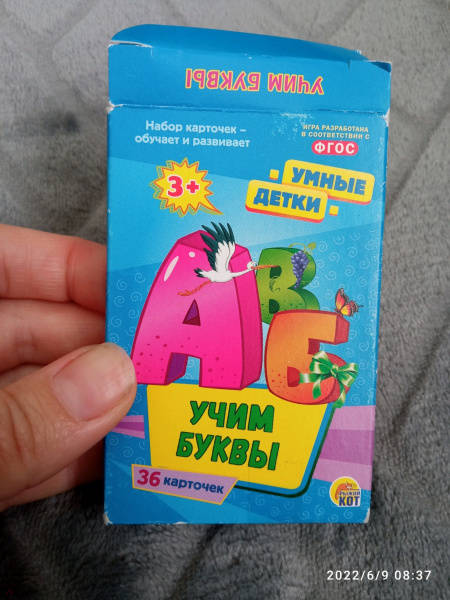 УЧИМ БУКВЫ
Набор карточек –
обучает и развивает
ИГРА РАЗРАБОТАНА
В СООТВЕТСТВИИ С
ФГОС
3+
УМНЫЕ
ДЕТКИ
А В Б
УЧИМ
БУКВЫ
36 карточек
РЫЖИЙ
КОТ
2022/6/9 08:37